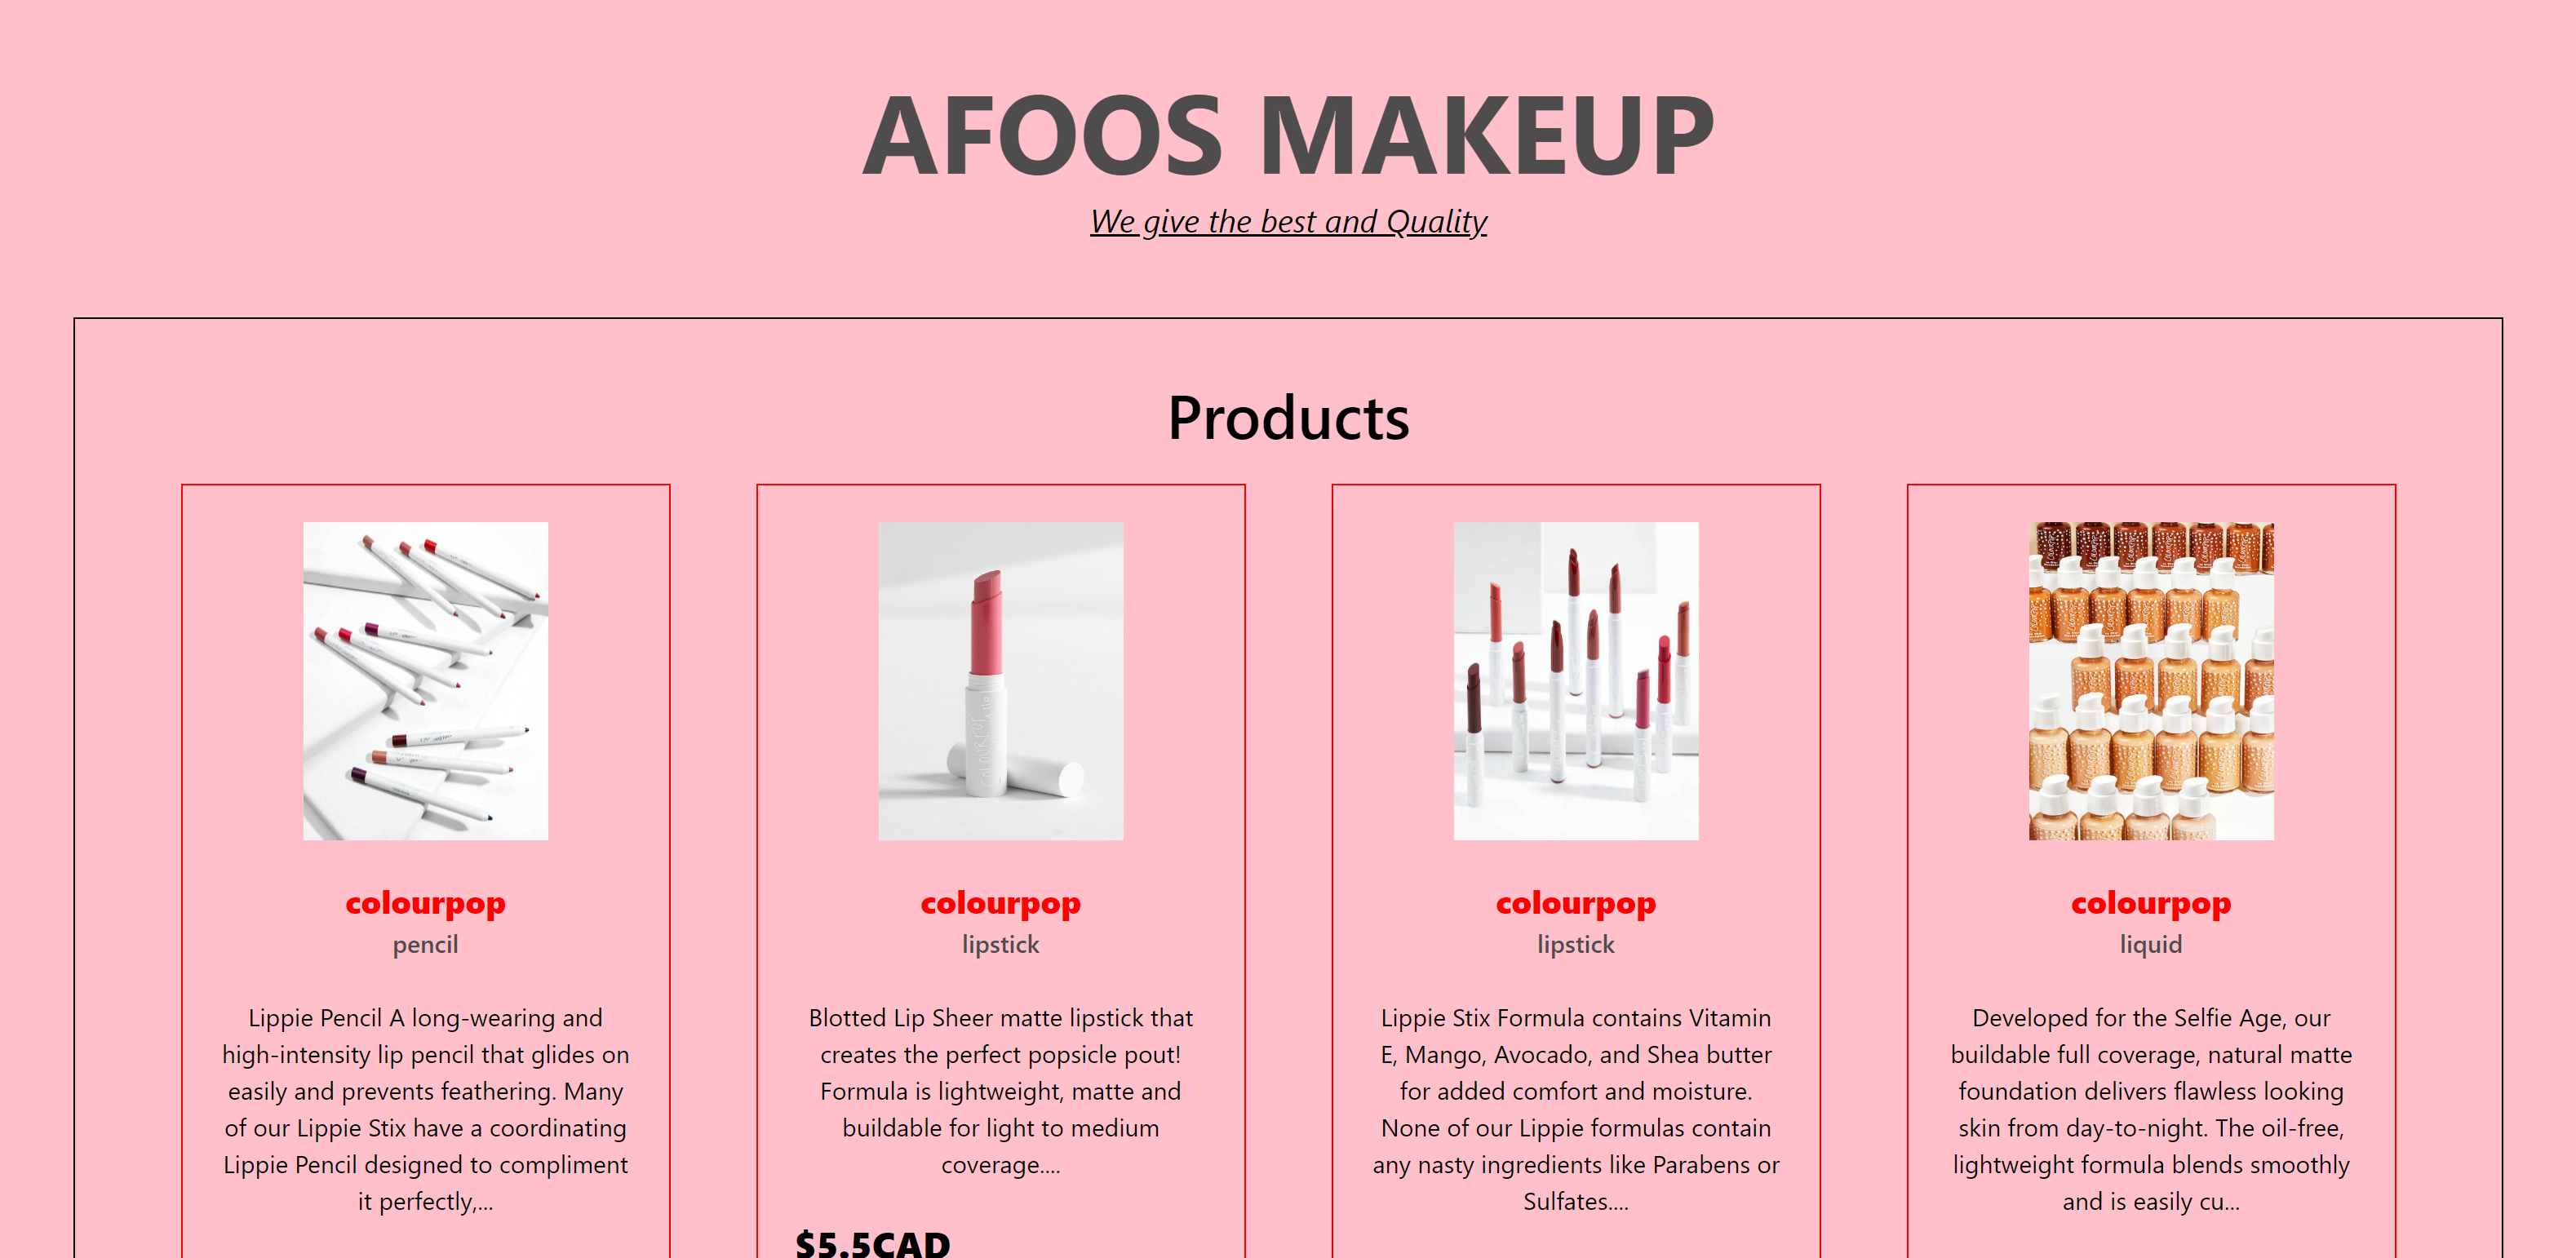 AFOOS MAKEUP
We give the best and Quality
Products
colourpop
pencil
Lippie Pencil A long-wearing and
high-intensity lip pencil that glides on
easily and prevents feathering. Many
of our Lippie Stix have a coordinating
Lippie Pencil designed to compliment
it perfectly,...
colourpop
lipstick
Blotted Lip Sheer matte lipstick that
creates the perfect popsicle pout!
Formula is lightweight, matte and
buildable for light to medium
coverage....
$5.5CAD
colourpop
lipstick
Lippie Stix Formula contains Vitamin
E, Mango, Avocado, and Shea butter
for added comfort and moisture.
None of our Lippie formulas contain
any nasty ingredients like Parabens or
Sulfates....
colourpop
liquid
Developed for the Selfie Age, our
buildable full coverage, natural matte
foundation delivers flawless looking
skin from day-to-night. The oil-free,
lightweight formula blends smoothly
and is easily cu...